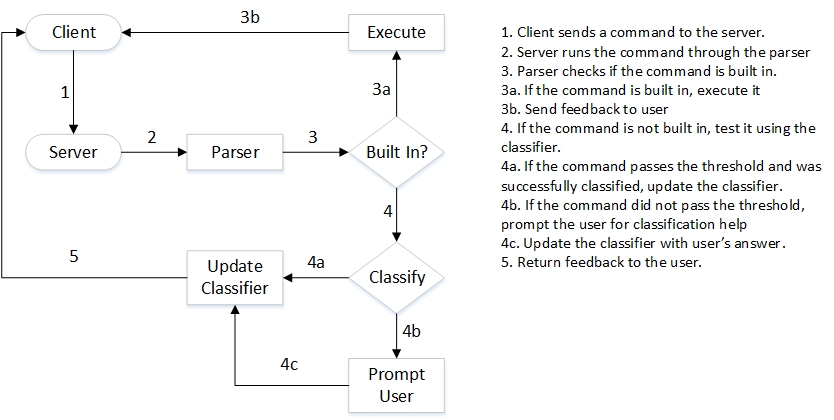 3b
Client
Execute
1
3a
2
3
Server
Parser
Built In?
4
5
4a
Update
Classifier
Classify
4b
4c
Prompt
User
1. Client sends a command to the server.
2. Server runs the command through the parser
3. Parser checks if the command is built in.
3a. If the command is built in, execute it
3b. Send feedback to user
4. If the command is not built in, test it using the
classifier.
4a. If the command passes the threshold and was
successfully classified, update the classifier.
4b. If the command did not pass the threshold,
prompt the user for classification help
4c. Update the classifier with user's answer.
5. Return feedback to the user.